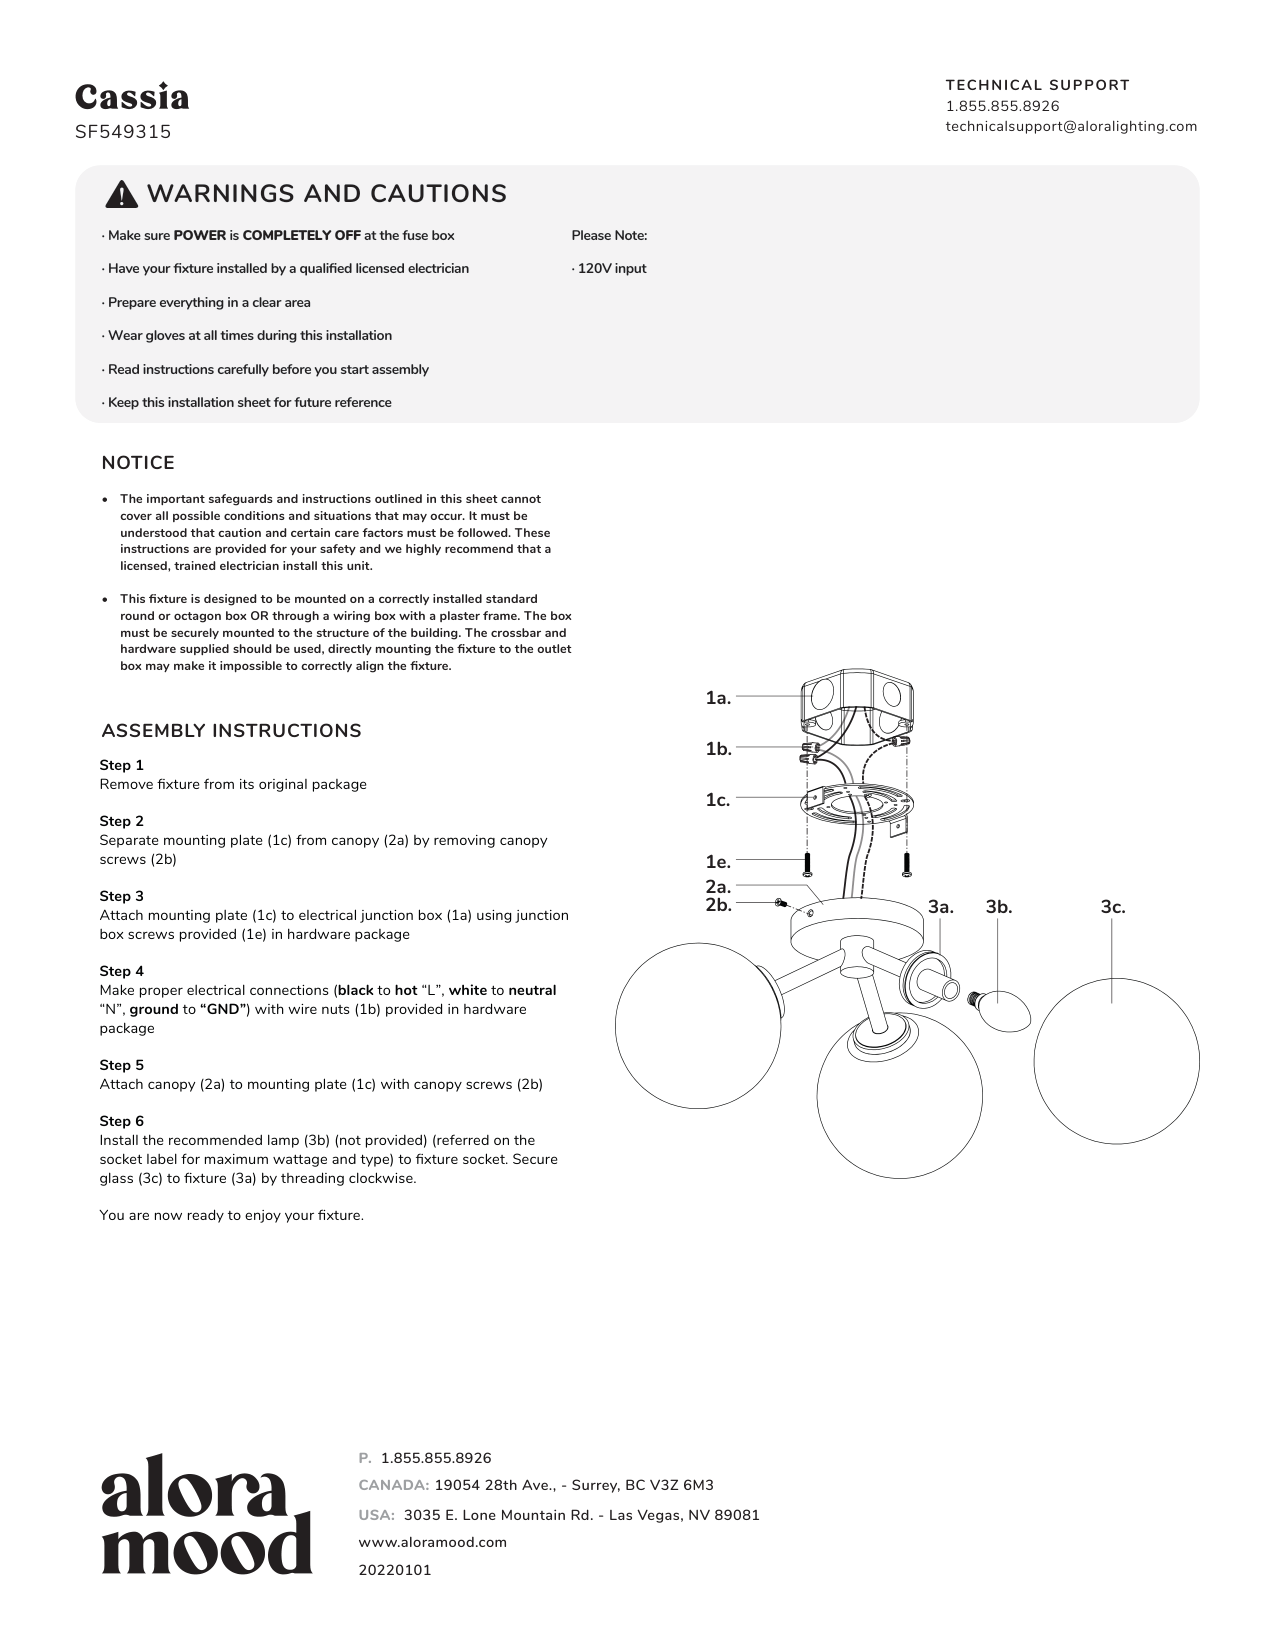 Cassia
SF549315
TECHNICAL SUPPORT
1.855.855.8926
technicalsupport@aloralighting.com
WARNINGS AND CAUTIONS
· Make sure POWER is COMPLETELY OFF at the fuse box
· Have your fixture installed by a qualified licensed electrician
· Prepare everything in a clear area
· Wear gloves at all times during this installation
· Read instructions carefully before you start assembly
· Keep this installation sheet for future reference
Please Note:
· 120V input
NOTICE
• The important safeguards and instructions outlined in this sheet cannot
cover all possible conditions and situations that may occur. It must be
understood that caution and certain care factors must be followed. These
instructions are provided for your safety and we highly recommend that a
licensed, trained electrician install this unit.
• This fixture is designed to be mounted on a correctly installed standard
round or octagon box OR through a wiring box with a plaster frame. The box
must be securely mounted to the structure of the building. The crossbar and
hardware supplied should be used, directly mounting the fixture to the outlet
box may make it impossible to correctly align the fixture.
ASSEMBLY INSTRUCTIONS
Step 1
Remove fixture from its original package
Step 2
Separate mounting plate (1c) from canopy (2a) by removing canopy
screws (2b)
Step 3
Attach mounting plate (1c) to electrical junction box (1a) using junction
box screws provided (1e) in hardware package
Step 4
Make proper electrical connections (black to hot “L”, white to neutral
“N”, ground to “GND”) with wire nuts (1b) provided in hardware
package
Step 5
Attach canopy (2a) to mounting plate (1c) with canopy screws (2b)
Step 6
Install the recommended lamp (3b) (not provided) (referred on the
socket label for maximum wattage and type) to fixture socket. Secure
glass (3c) to fixture (3a) by threading clockwise.
You are now ready to enjoy your fixture.
1a.
1b.
1c.
1e.
2a.
2b.
3a.
3b.
3c.
alora
mood
P. 1.855.855.8926
CANADA: 19054 28th Ave., - Surrey, BC V3Z 6M3
USA: 3035 E. Lone Mountain Rd. - Las Vegas, NV 89081
www.aloramood.com
20220101